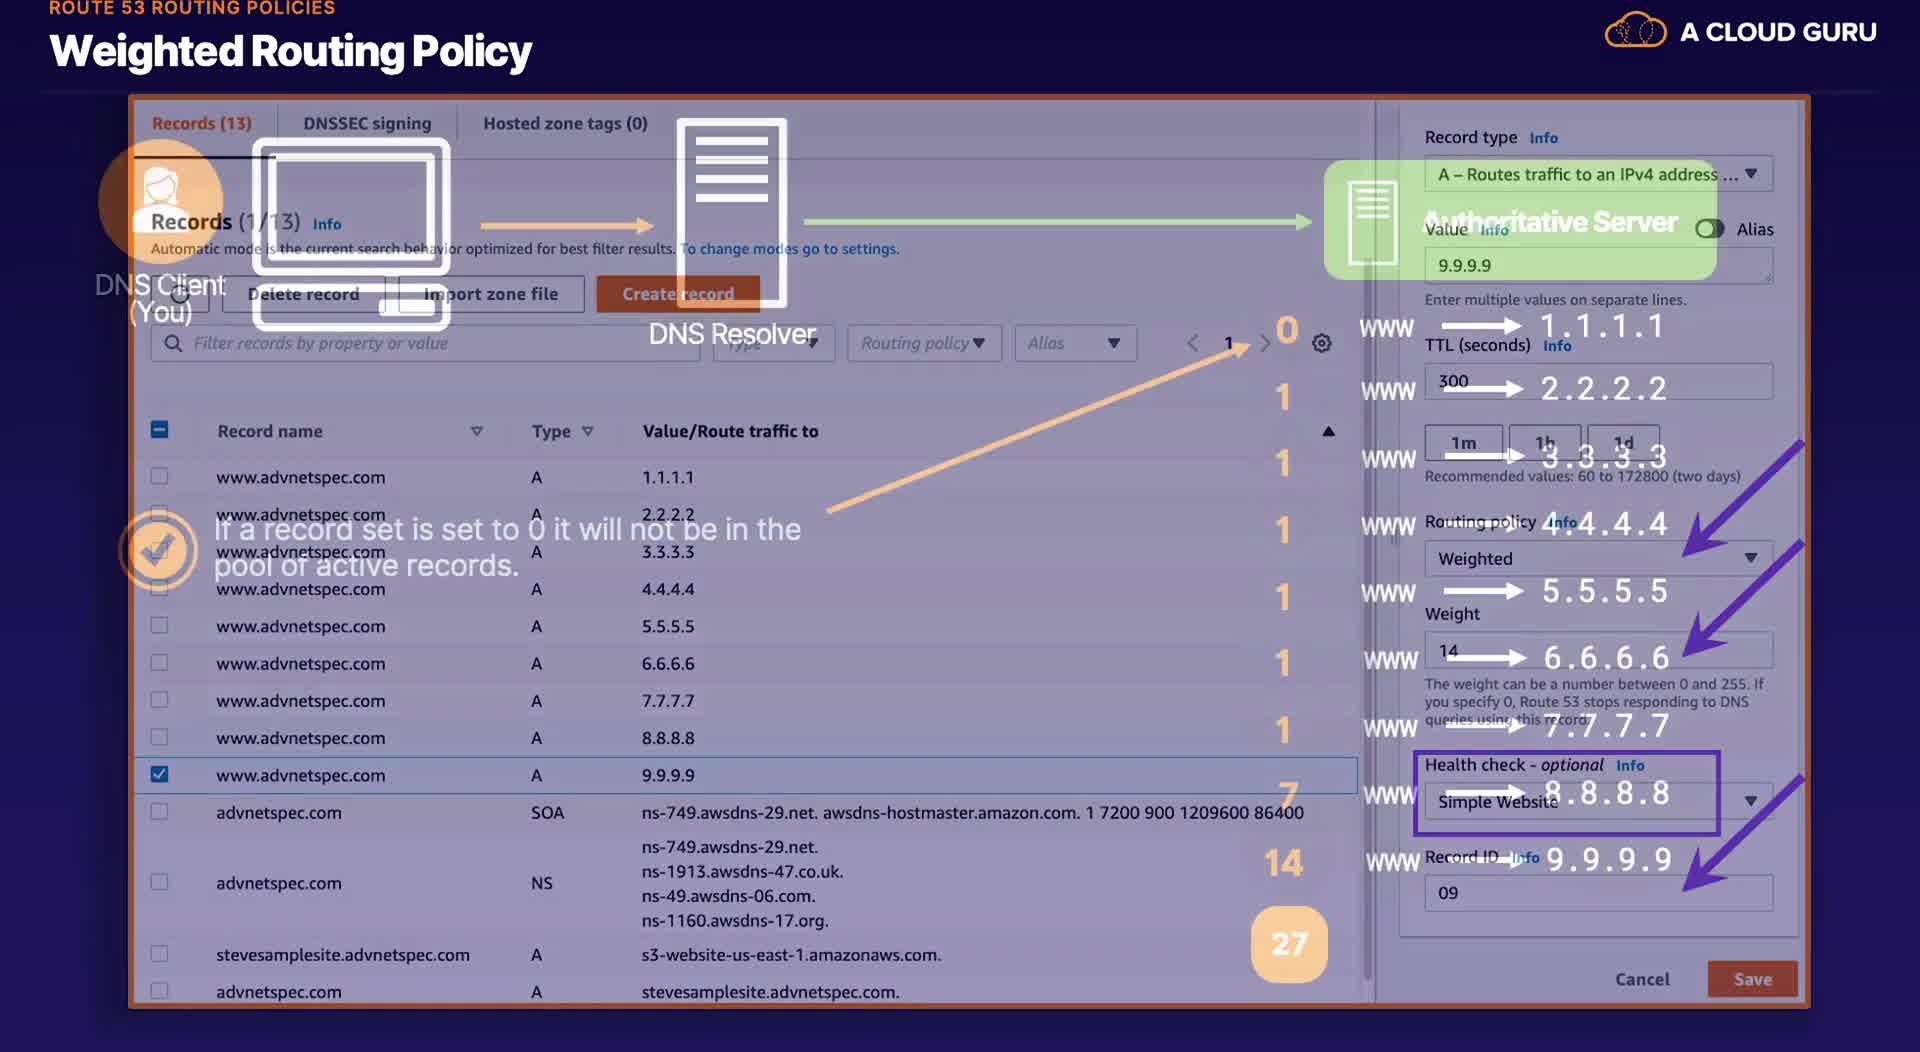 ROUTE 53 ROUTING POLICIES
Weighted Routing Policy
A CLOUD GURU
Records (13)
DNSSEC signing
Hosted zone tags (0)
Records (1/13) Info
Automatic mode is the current search behavior optimized for best filter results. To change modes go to settings.
Delete record
Import zone file
Create record
Filter records by property or value
Type
Routing policy
Alias
1
DNS Client
(You)
DNS Resolver
Authoritative Server
Record name
Type
Value/Route traffic to
www.advnetspec.com A 1.1.1.1
www.advnetspec.com A 2.2.2.2
A 3.3.3.3
www.advnetspec.com A 4.4.4.4
www.advnetspec.com A 5.5.5.5
www.advnetspec.com A 6.6.6.6
www.advnetspec.com A 7.7.7.7
www.advnetspec.com A 8.8.8.8
www.advnetspec.com A 9.9.9.9
advnetspec.com SOA ns-749.awsdns-29.net. awsdns-hostmaster.amazon.com. 1 7200 900 1209600 86400
ns-749.awsdns-29.net.
ns-1913.awsdns-47.co.uk.
advnetspec.com NS
ns-49.awsdns-06.com.
ns-1160.awsdns-17.org.
stevesamplesite.advnetspec.com A s3-website-us-east-1.amazonaws.com.
advnetspec.com A stevesamplesite.advnetspec.com.
If a record set is set to 0 it will not be in the
pool of active records.
0 www 1.1.1.1
1 www 2.2.2.2
1 www 3.3.3.3
1 www 4.4.4.4
1 www 5.5.5.5
1 www 6.6.6.6
1 www 7.7.7.7
7 www 8.8.8.8
14 www 9.9.9.9
27
Record type Info
A – Routes traffic to an IPv4 address ...
Value Info
Alias
9.9.9.9
Enter multiple values on separate lines.
TTL (seconds) Info
300
1m
1h
1d
Recommended values: 60 to 172800 (two days)
Routing policy Info
Weighted
Weight
14
The weight can be a number between 0 and 255. If
you specify 0, Route 53 stops responding to DNS
queries using this record.
Health check - optional Info
Simple Website
Record ID Info
09
Cancel
Save